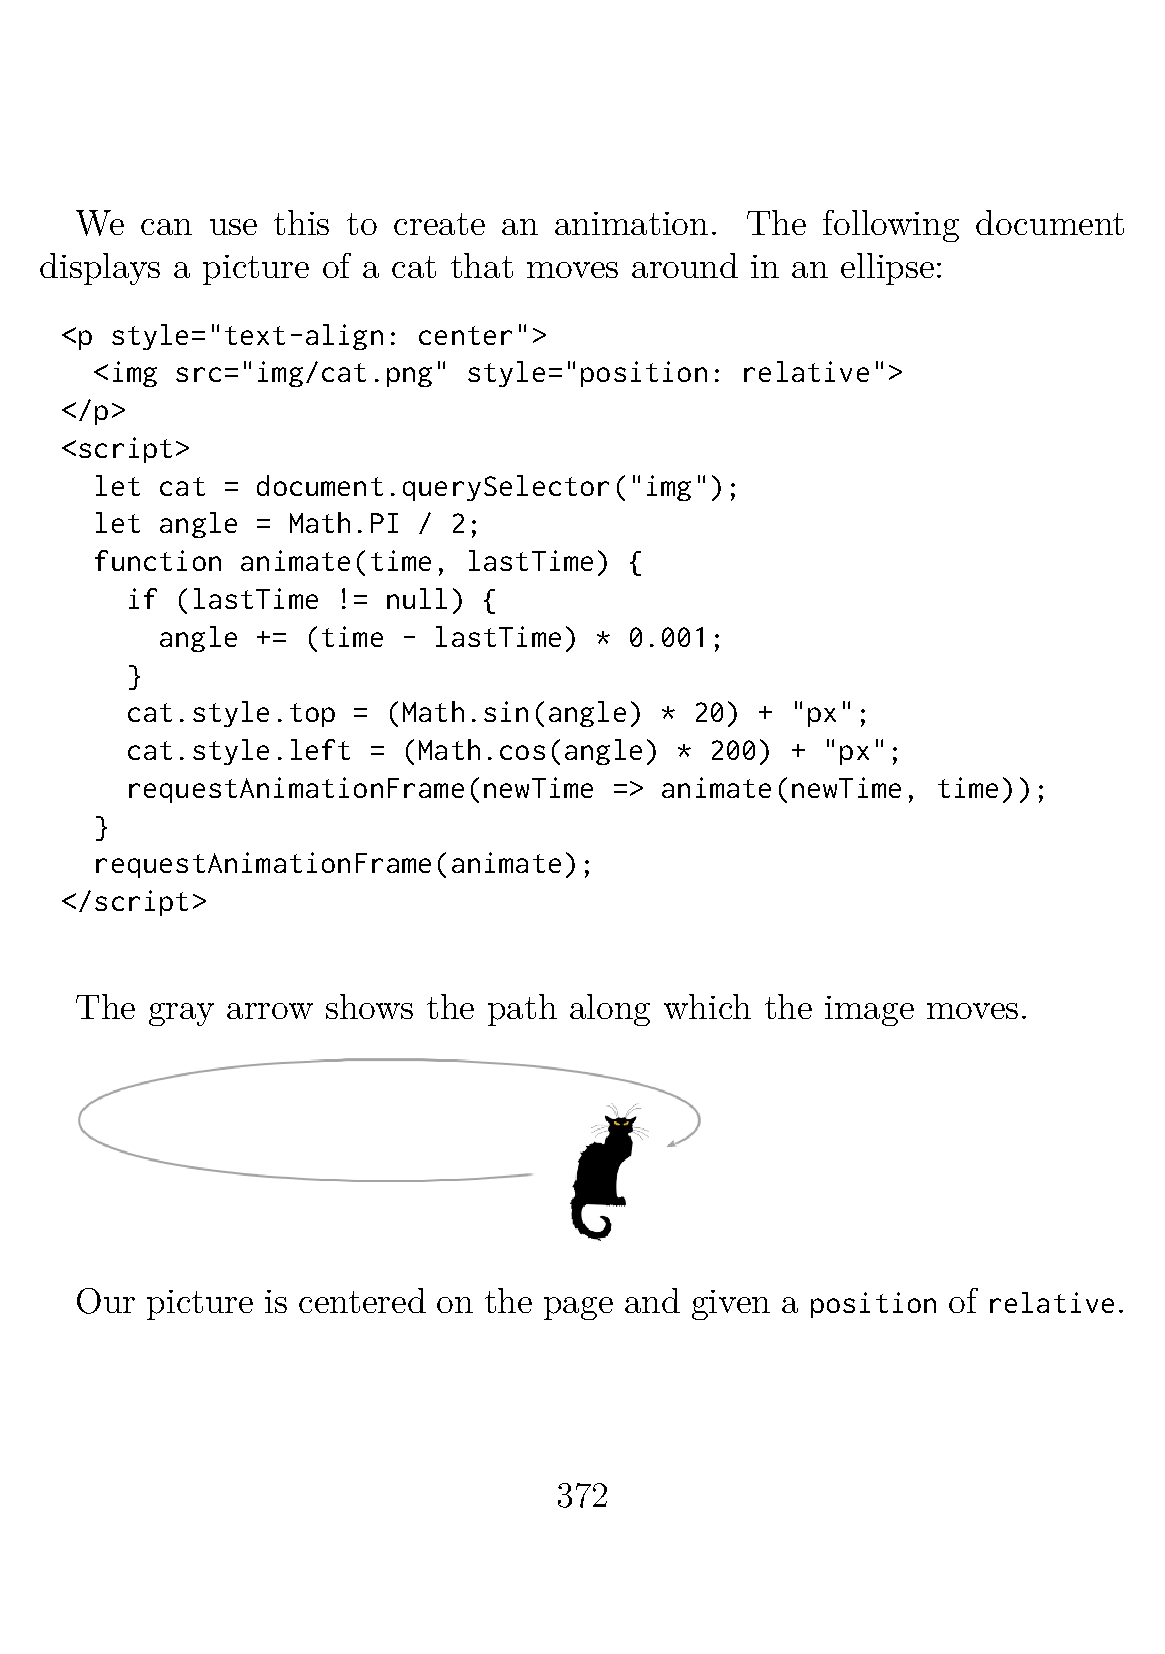 We can use this to create an animation. The following document
displays a picture of a cat that moves around in an ellipse:
<p style="text-align: center">
  <img src="img/cat.png" style="position: relative">
</p>
<script>
  let cat = document.querySelector("img");
  let angle = Math.PI / 2;
  function animate(time, lastTime) {
    if (lastTime != null) {
      angle += (time - lastTime) * 0.001;
    }
    cat.style.top = (Math.sin(angle) * 20) + "px";
    cat.style.left = (Math.cos(angle) * 200) + "px";
    requestAnimationFrame(newTime => animate(newTime, time));
  }
  requestAnimationFrame(animate);
</script>
The gray arrow shows the path along which the image moves.
Our picture is centered on the page and given a position of relative.
372